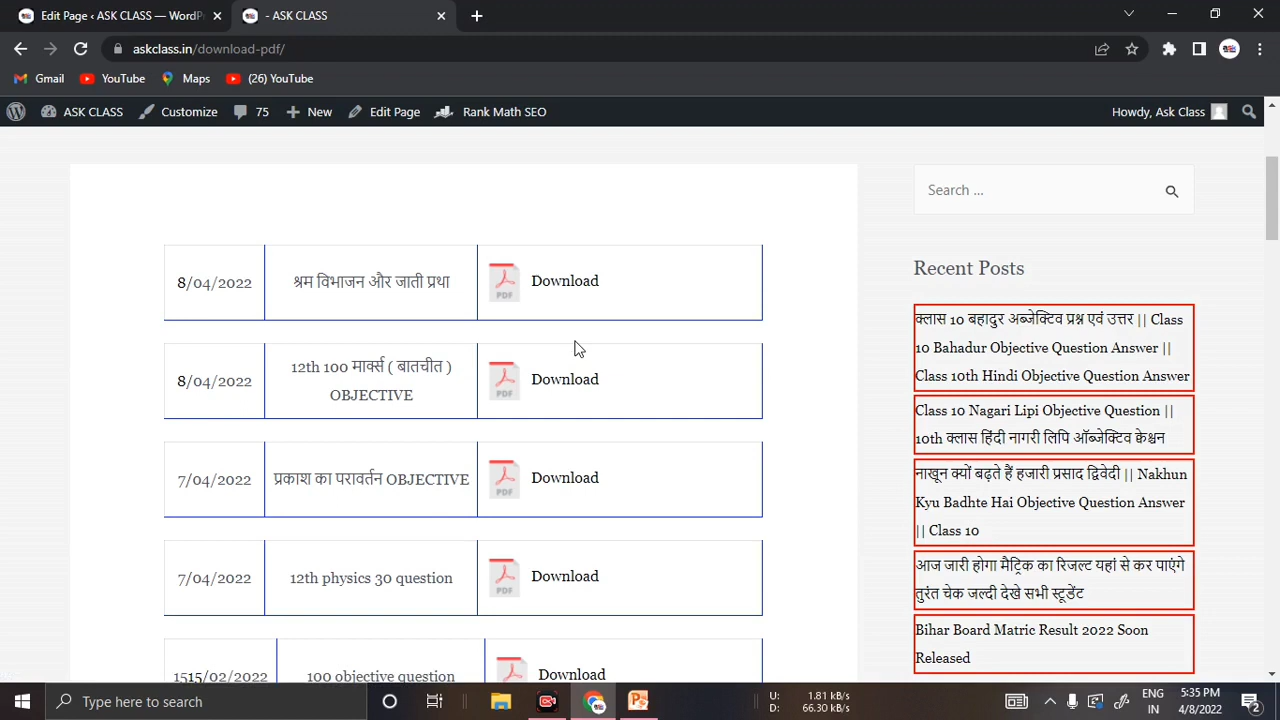 Edit Page < ASK CLASS — WordP
- ASK CLASS
askclass.in/download-pdf/
Gmail
YouTube
Maps
(26) YouTube
ASK CLASS
Customize
75
New
Edit Page
Rank Math SEO
Howdy, Ask Class
Search ...
8/04/2022
श्रम विभाजन और जाती प्रथा
PDF
Download
8/04/2022
12th 100 मार्क्स ( बातचीत )
OBJECTIVE
PDF
Download
7/04/2022
प्रकाश का परावर्तन OBJECTIVE
PDF
Download
7/04/2022
12th physics 30 question
PDF
Download
1515/02/2022
100 objective question
Download
Recent Posts
क्लास 10 बहादुर अब्जेक्टिव प्रश्न एवं उत्तर || Class
10 Bahadur Objective Question Answer ||
Class 10th Hindi Objective Question Answer
Class 10 Nagari Lipi Objective Question ||
10th क्लास हिंदी नागरी लिपि ऑब्जेक्टिव क्वेश्चन
नाखून क्यों बढ़ते हैं हजारी प्रसाद द्विवेदी || Nakhun
Kyu Badhte Hai Objective Question Answer
|| Class 10
आज जारी होगा मैट्रिक का रिजल्ट यहां से कर पाएंगे
तुरंत चेक जल्दी देखे सभी स्टूडेंट
Bihar Board Matric Result 2022 Soon
Released
Type here to search
U: 1.81 kB/s
D: 66.30 kB/s
ENG
IN
5:35 PM
4/8/2022
2